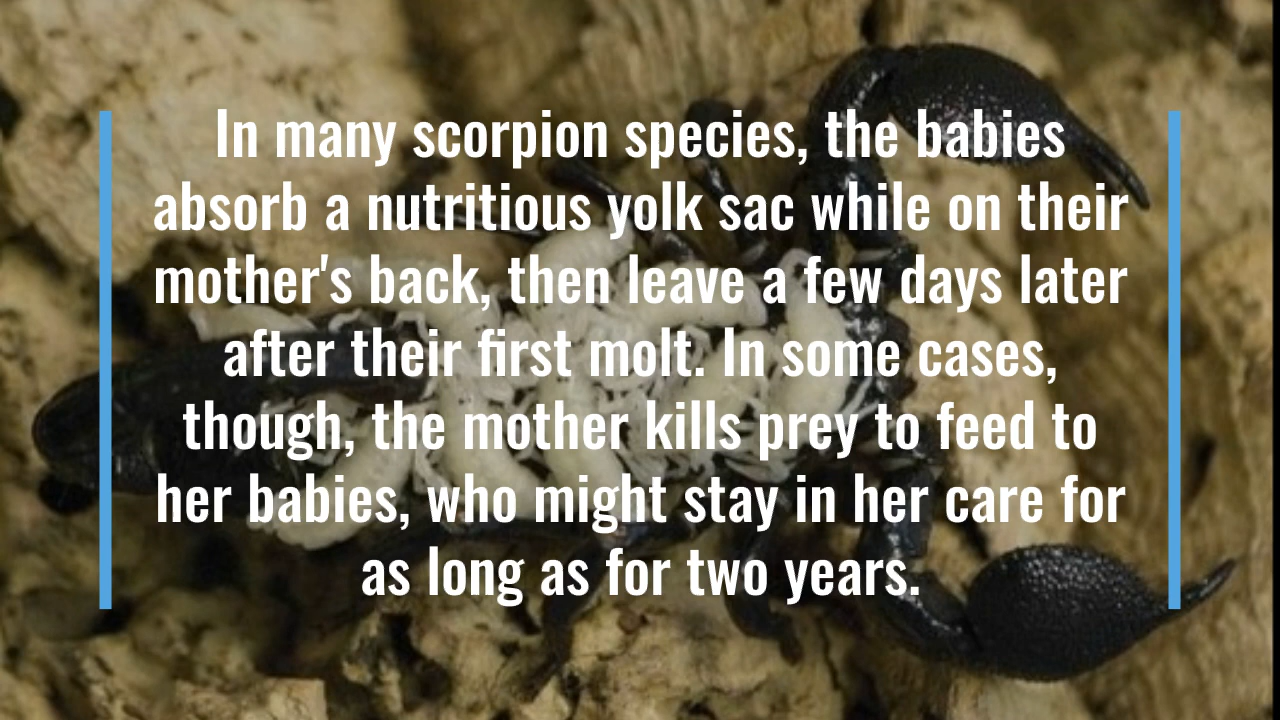 In many scorpion species, the babies
absorb a nutritious yolk sac while on their
mother's back, then leave a few days later
after their first molt. In some cases,
though, the mother kills prey to feed to
her babies, who might stay in her care for
as long as for two years.